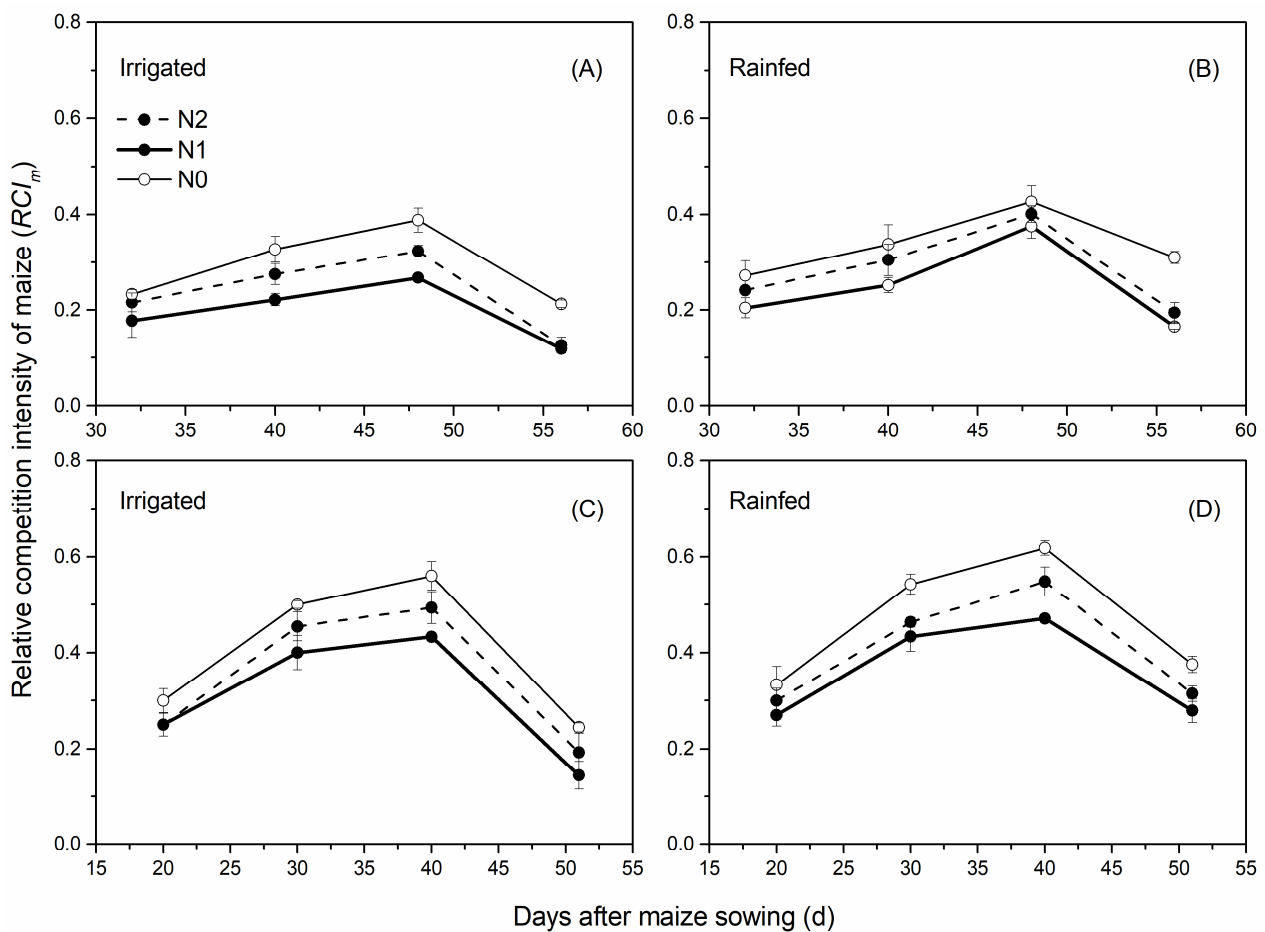 Relative competition intensity of maize (RCIm)
0.8
0.6
0.4
0.2
0.0
Irrigated
(A)
N2
N1
N0
30 35 40 45 50 55 60
0.8
0.6
0.4
0.2
0.0
Rainfed
(B)
30 35 40 45 50 55 60
0.8
0.6
0.4
0.2
0.0
Irrigated
(C)
15 20 25 30 35 40 45 50 55
0.8
0.6
0.4
0.2
0.0
Rainfed
(D)
15 20 25 30 35 40 45 50 55
Days after maize sowing (d)